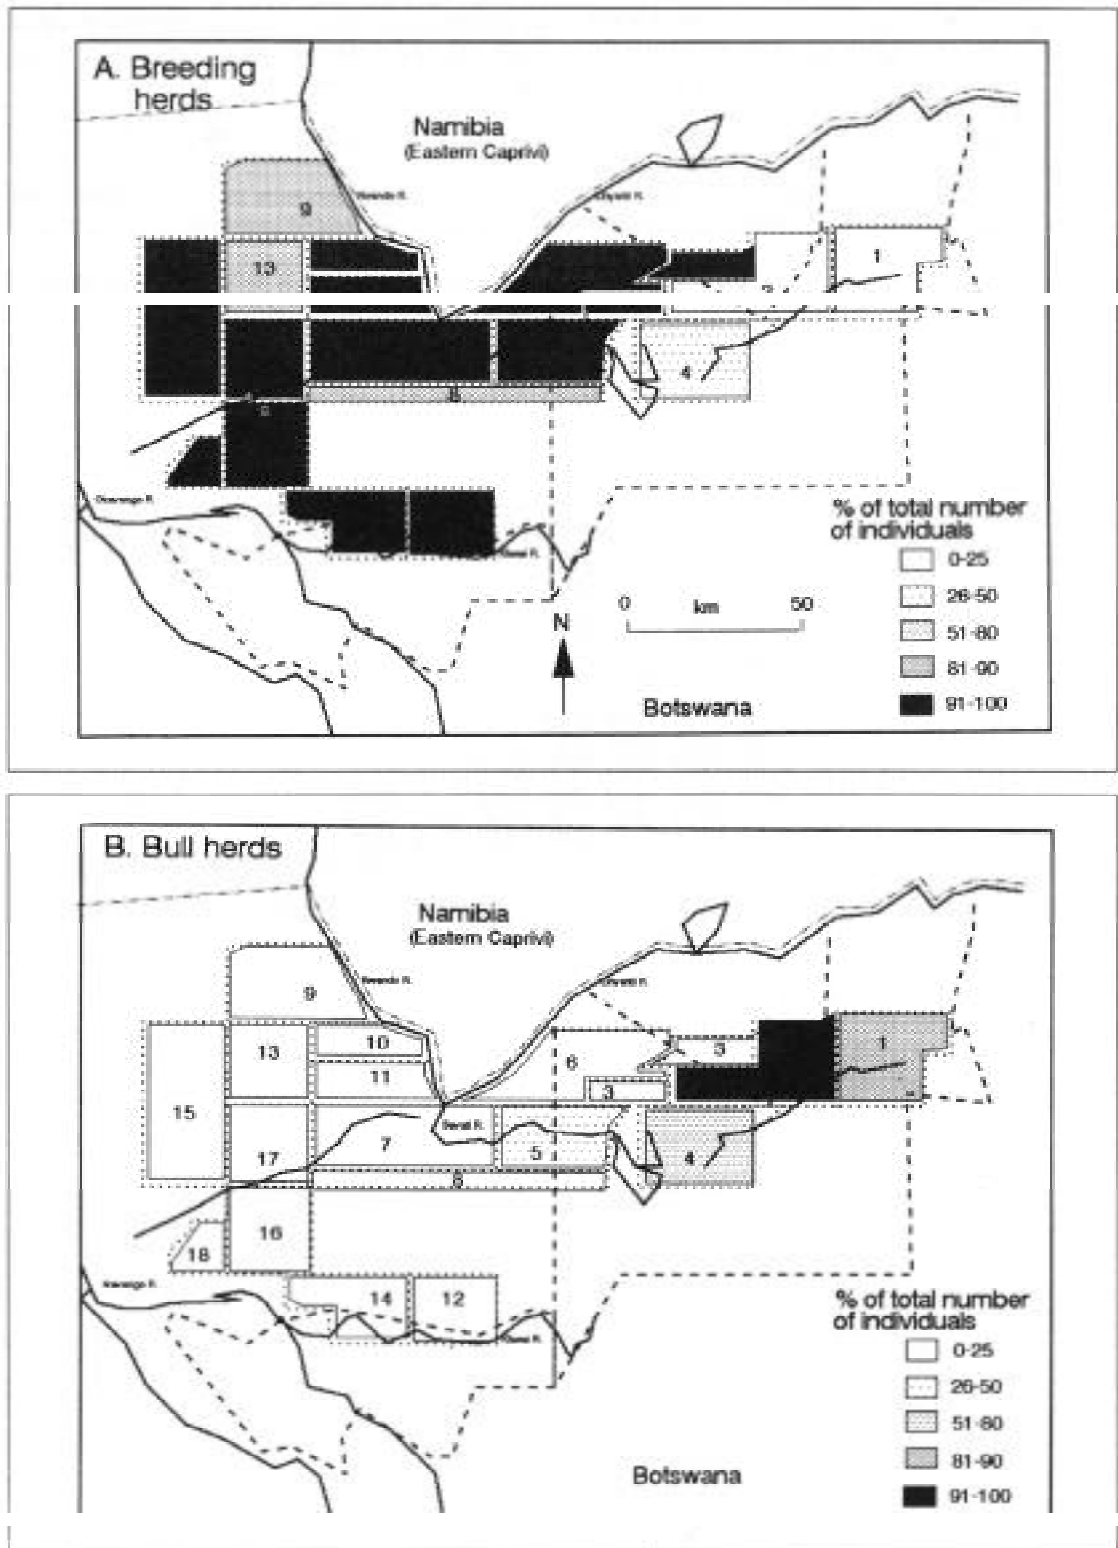 A. Breeding
herds
Namibia
(Eastern Caprivi)
9
13
1
4
8
% of total number
of individuals
0-25
26-50
51-80
81-90
91-100
0 km 50
N
Botswana
B. Bull herds
Namibia
(Eastern Caprivi)
9
13
10
11
15
6
3
1
7
5
4
17
8
16
18
14
12
% of total number
of individuals
0-25
26-50
51-80
81-90
91-100
Botswana